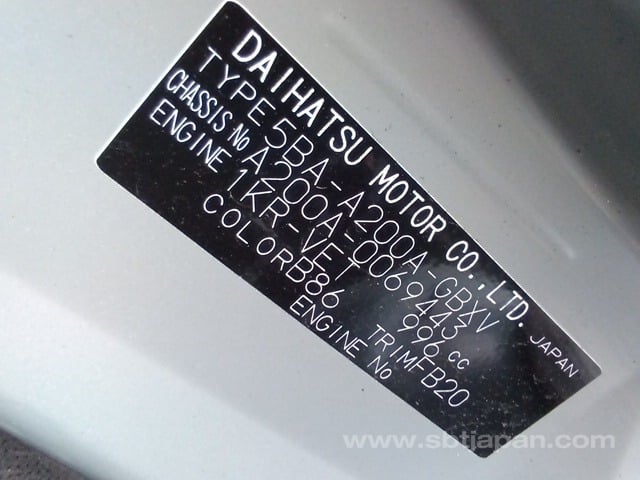 DAIHATSU MOTOR CO.,LTD. JAPAN
TYPE 5BA-A200A-GBXV
CHASSIS No A200A-0069443
ENGINE 1KR-VET 996 cc
COLOR B86 TRIM FB20
ENGINE No
www.sbtjapan.com